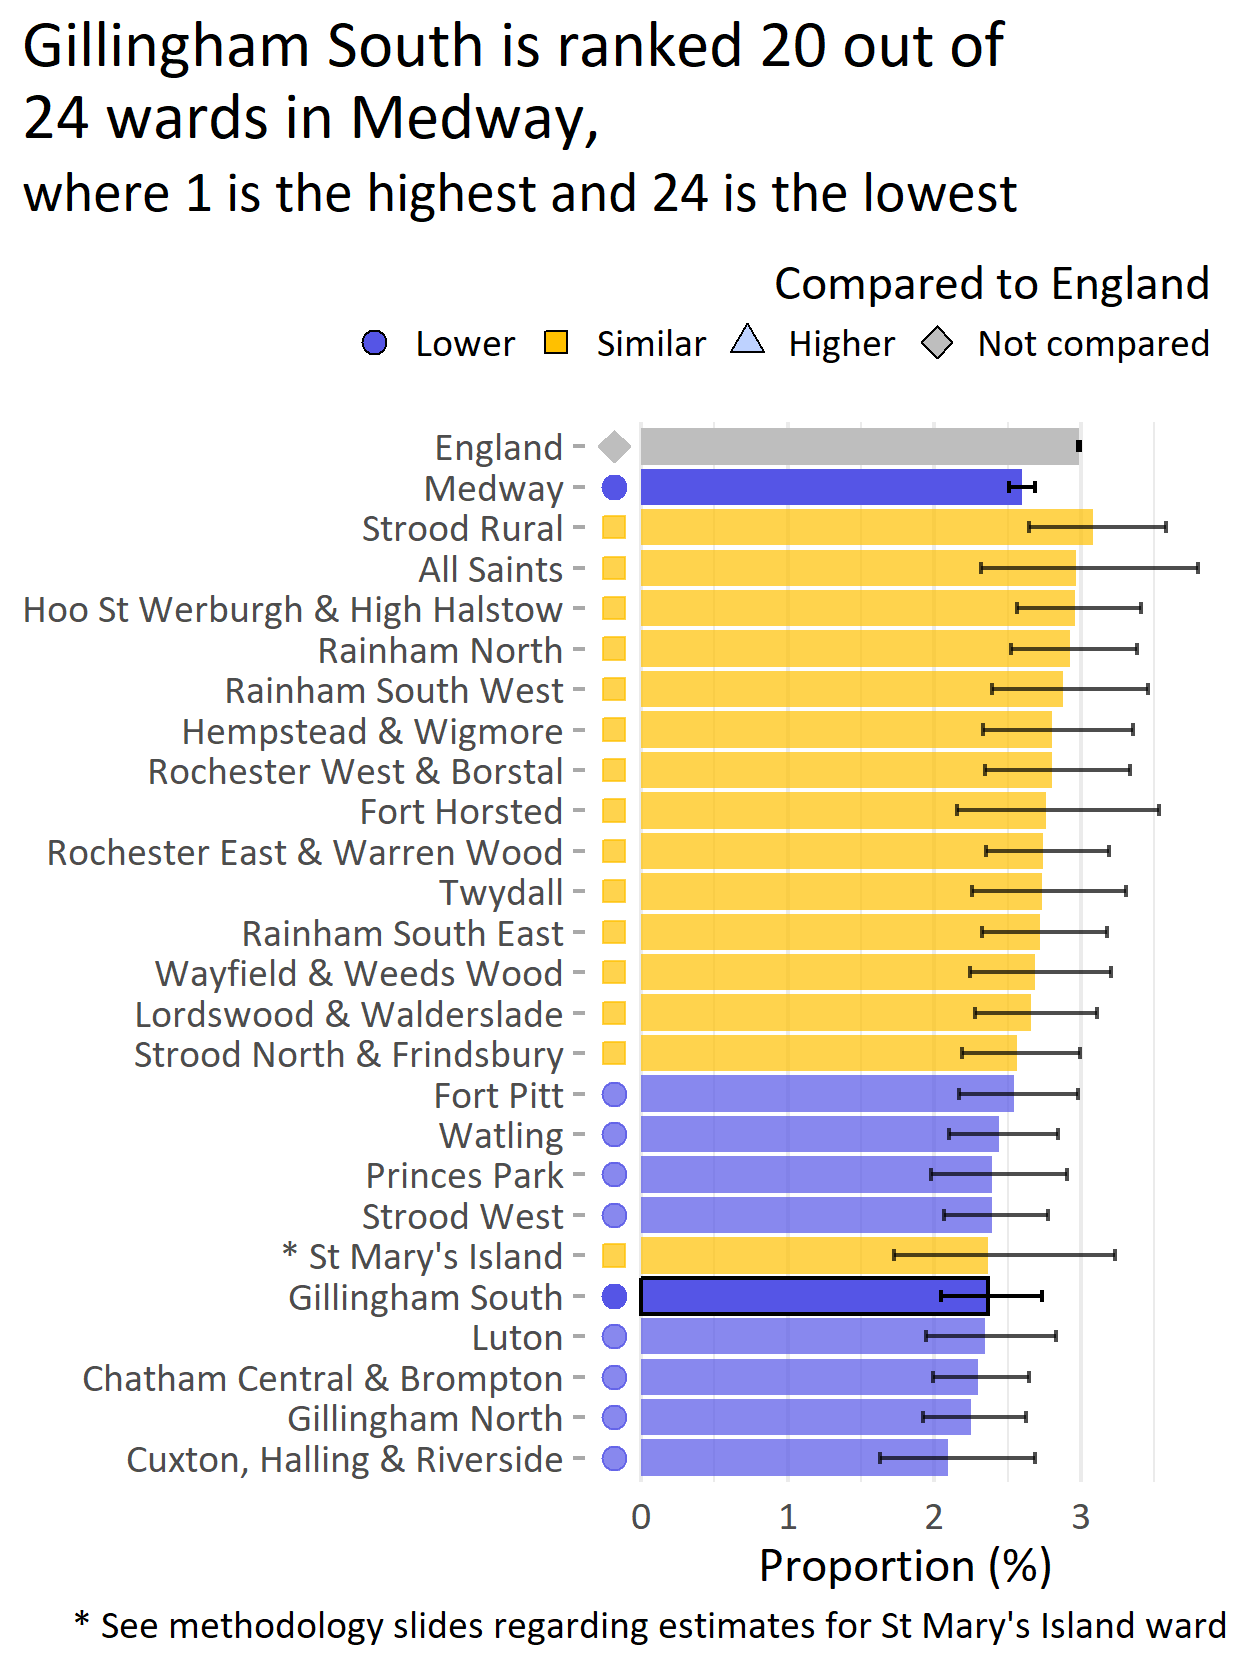 Gillingham South is ranked 20 out of
24 wards in Medway,
where 1 is the highest and 24 is the lowest
Compared to England
Lower Similar Higher Not compared
England
Medway
Strood Rural
All Saints
Hoo St Werburgh & High Halstow
Rainham North
Rainham South West
Hempstead & Wigmore
Rochester West & Borstal
Fort Horsted
Rochester East & Warren Wood
Twydall
Rainham South East
Wayfield & Weeds Wood
Lordswood & Walderslade
Strood North & Frindsbury
Fort Pitt
Watling
Princes Park
Strood West
* St Mary's Island
Gillingham South
Luton
Chatham Central & Brompton
Gillingham North
Cuxton, Halling & Riverside
0 1 2 3
Proportion (%)
* See methodology slides regarding estimates for St Mary's Island ward